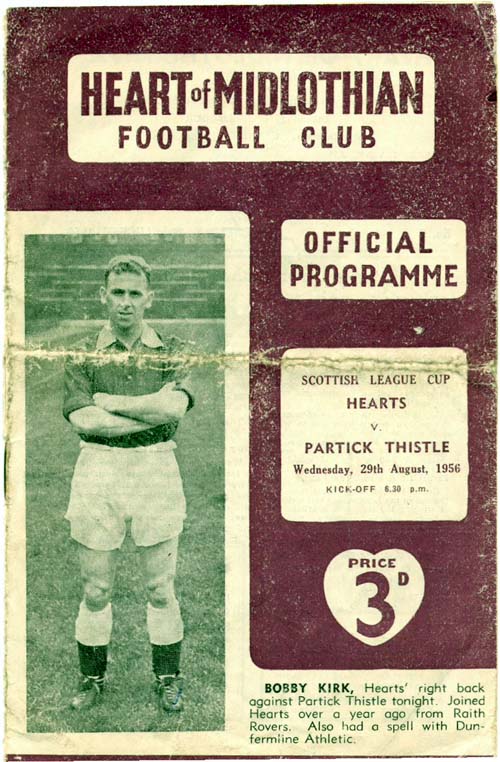 HEART of MIDLOTHIAN
FOOTBALL CLUB
OFFICIAL
PROGRAMME
SCOTTISH LEAGUE CUP
HEARTS
V.
PARTICK THISTLE
Wednesday, 29th August, 1956
KICK-OFF 6.30 p.m.
PRICE
3D
BOBBY KIRK, Hearts' right back
against Partick Thistle tonight. Joined
Hearts over a year ago from Raith
Rovers. Also had a spell with Dun-
fermline Athletic.